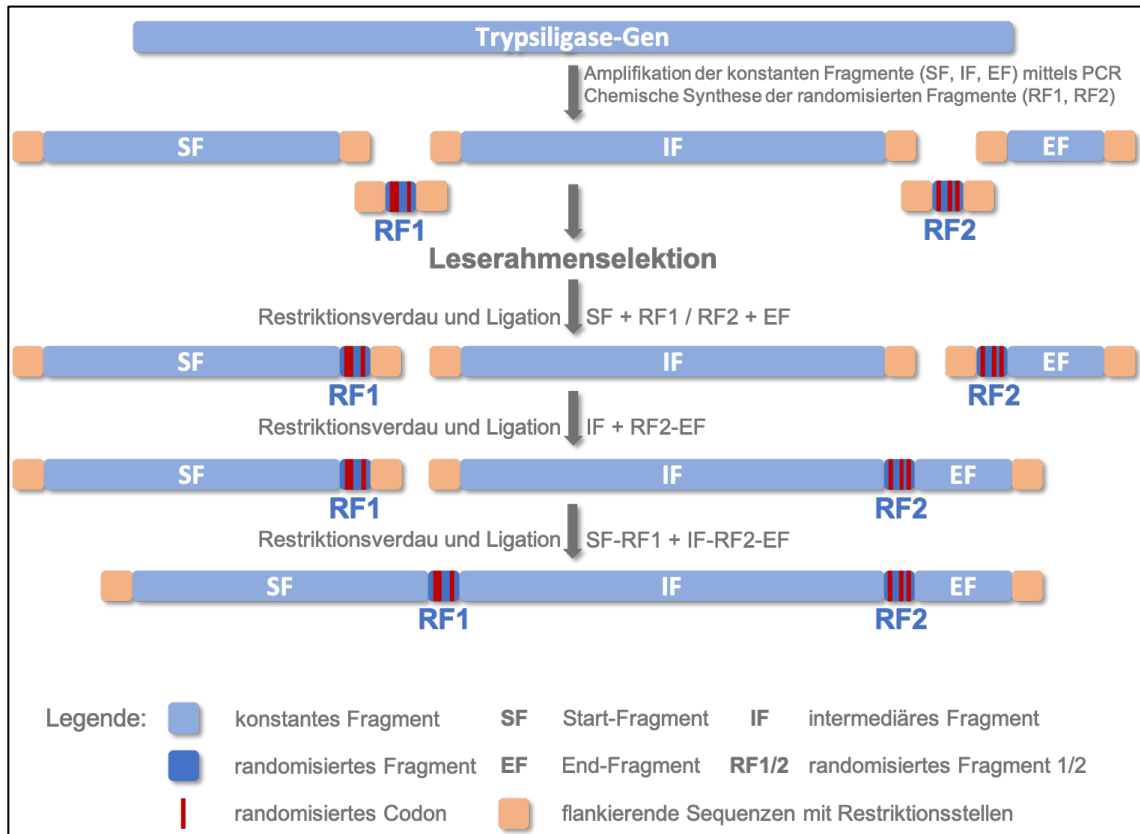 Trypsiligase-Gen
Amplifikation der konstanten Fragmente (SF, IF, EF) mittels PCR
Chemische Synthese der randomisierten Fragmente (RF1, RF2)
SF IF EF
RF1 RF2
Leserahmenselektion
Restriktionsverdau und Ligation SF + RF1 / RF2 + EF
SF IF EF
RF1 RF2
Restriktionsverdau und Ligation IF + RF2-EF
SF IF EF
RF1 RF2
Restriktionsverdau und Ligation SF-RF1 + IF-RF2-EF
SF IF EF
RF1 RF2
Legende: konstantes Fragment SF Start-Fragment IF intermediäres Fragment
randomisiertes Fragment EF End-Fragment RF1/2 randomisiertes Fragment 1/2
randomisiertes Codon flankierende Sequenzen mit Restriktionsstellen